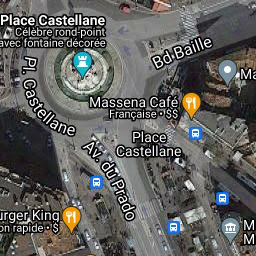 Place Castellane
Célèbre rond-point
avec fontaine décorée
Bd Baille
Pl. Castellane
Massena Café
Française • $$
Place
Castellane
Av. du Prado
urger King
on rapide • $